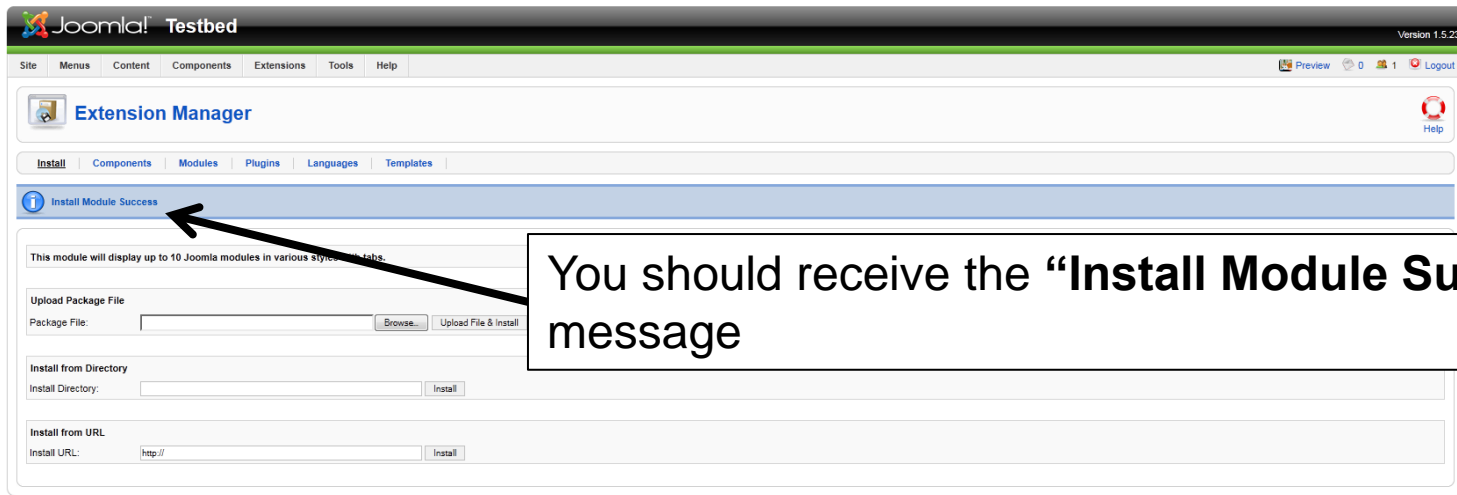 Joomla! Testbed
Version 1.5.23
Site Menus Content Components Extensions Tools Help Preview 0 1 Logout
Extension Manager
Help
Install Components Modules Plugins Languages Templates
Install Module Success
This module will display up to 10 Joomla modules in various styles with tabs.
You should receive the “Install Module Su
message
Upload Package File
Package File: Browse... Upload File & Install
Install from Directory
Install Directory: Install
Install from URL
Install URL: http:// Install